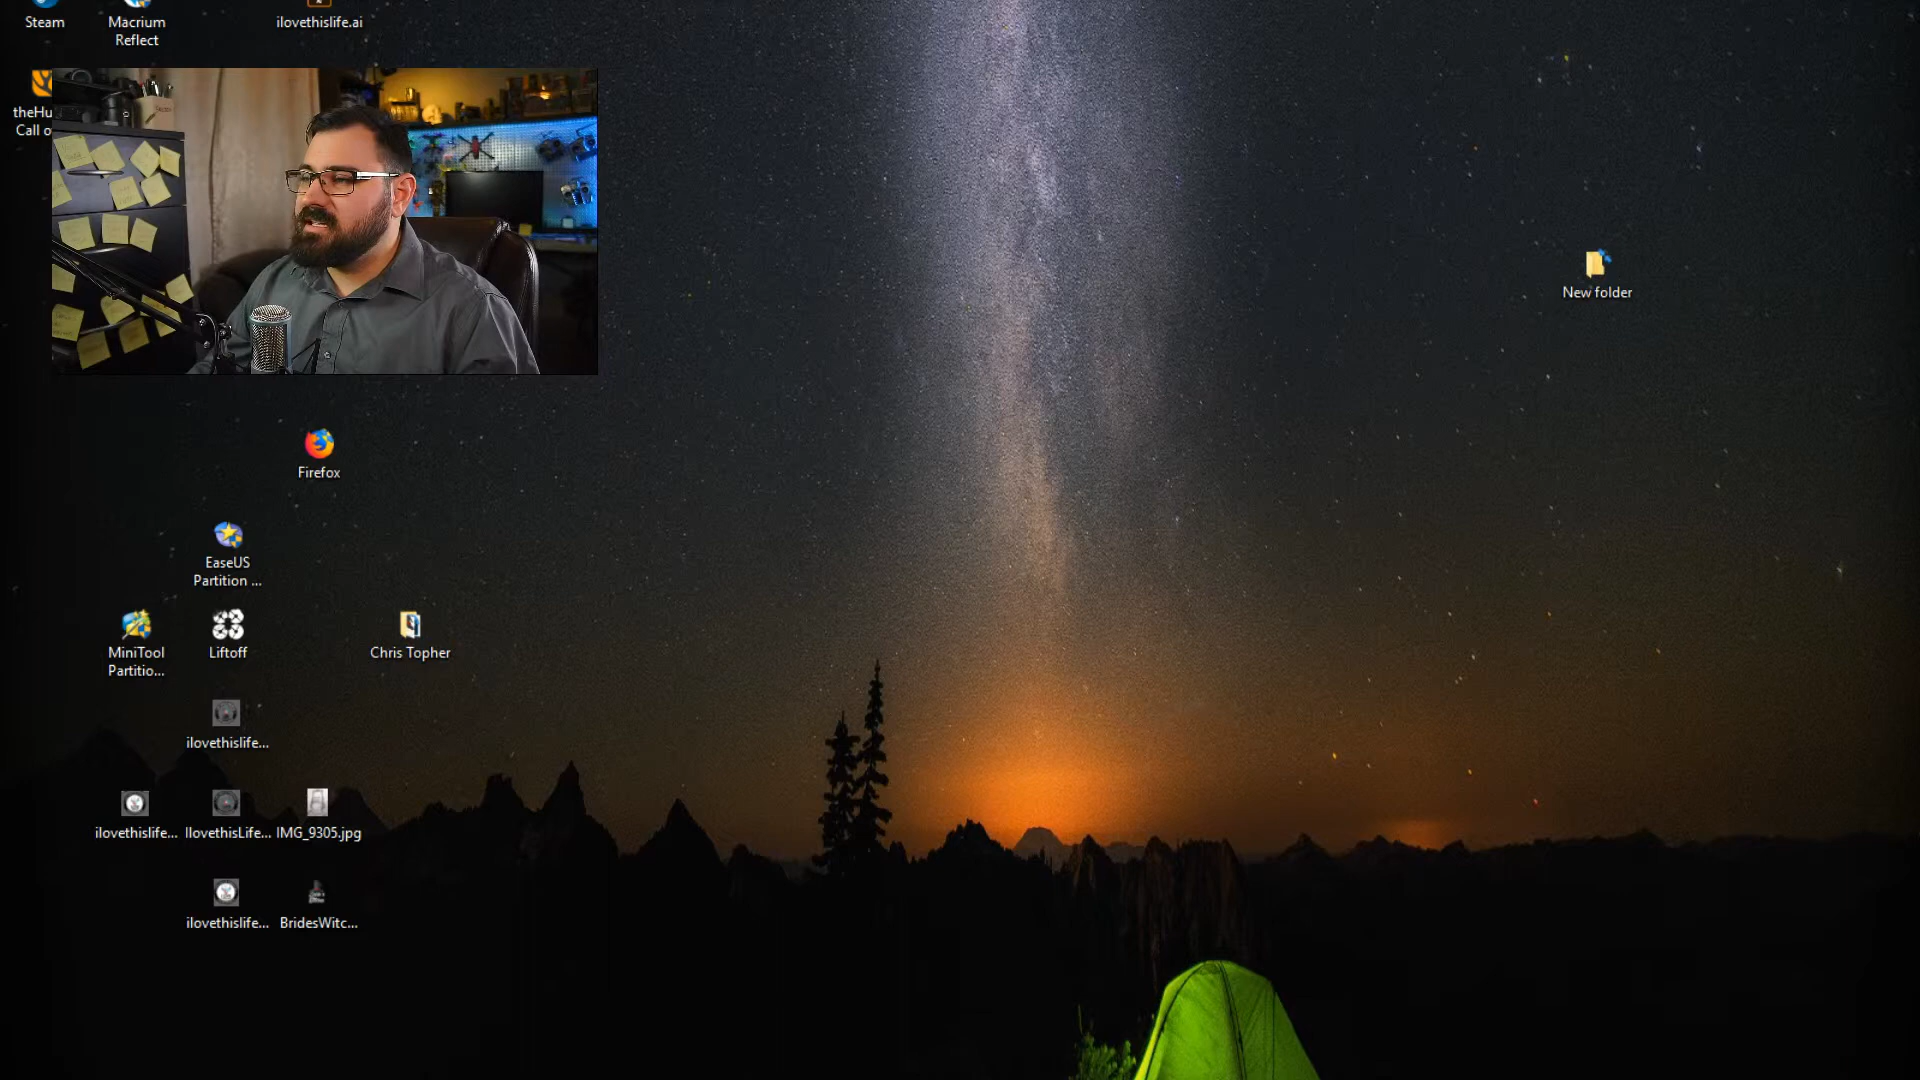 Steam
Macrium
Reflect
ilovethislife.ai
theHu
Call o
New folder
Firefox
EaseUS
Partition ...
MiniTool
Partitio...
Liftoff
Chris Topher
ilovethislife...
ilovethislife...
IlovethisLife...
IMG_9305.jpg
ilovethislife...
BridesWitc...